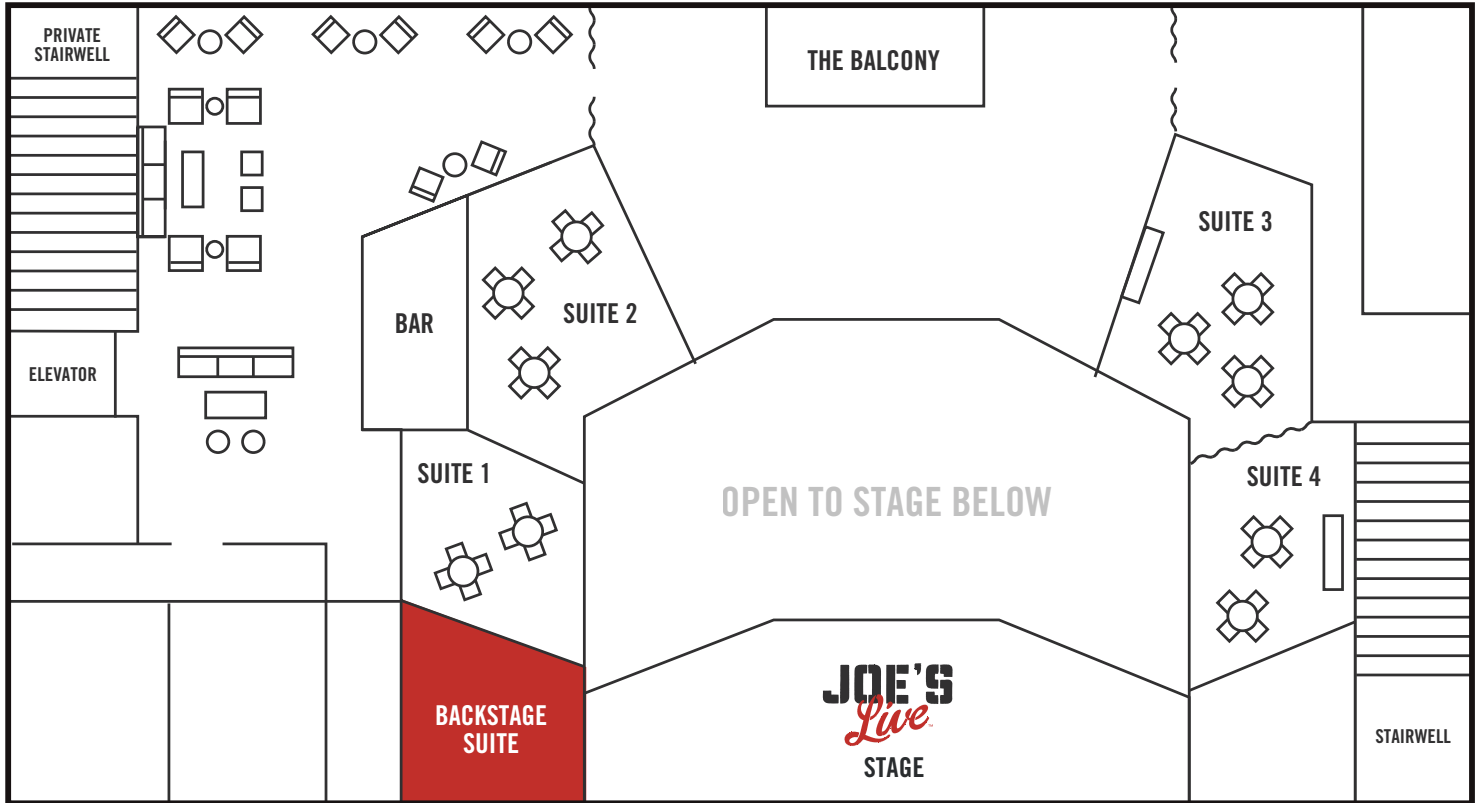 PRIVATE
STAIRWELL
THE BALCONY
SUITE 3
SUITE 2
BAR
ELEVATOR
SUITE 1
SUITE 4
OPEN TO STAGE BELOW
JOE'S
Live™
STAGE
BACKSTAGE
SUITE
STAIRWELL